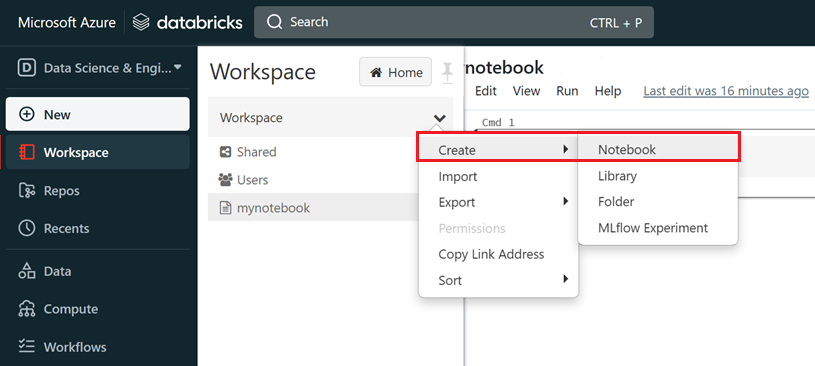 Microsoft Azure
databricks
Search
CTRL + P
Data Science & Engi...
New
Workspace
Repos
Recents
Data
Compute
Workflows
Workspace
Home
Workspace
Shared
Users
mynotebook
Create
Import
Export
Permissions
Copy Link Address
Sort
Notebook
Library
Folder
MLflow Experiment
notebook
Edit View Run Help Last edit was 16 minutes ago
Cmd 1